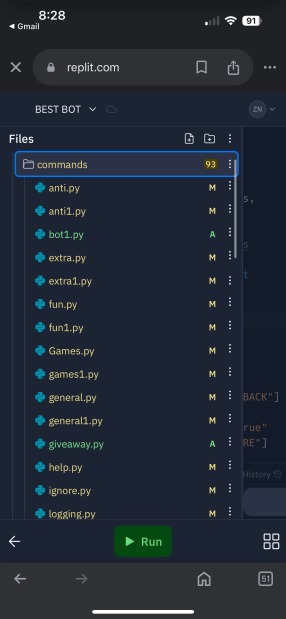 8:28
91
Gmail
replit.com
BEST BOT
ZN
Files
commands 93
anti.py M
anti1.py M
bot1.py A
extra.py M
extra1.py M
fun.py M
fun1.py M
Games.py M
games1.py M
general.py M
general1.py M
giveaway.py A
help.py M
ignore.py M
logging.py M
s,
s
t
BACK"]
rue"
RE"]
History
Run
51